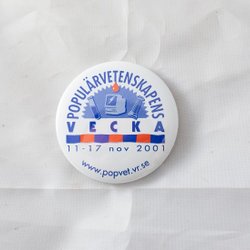 POPULÄRVETENSKAPENS
VECKA
11-17 nov 2001
www.popvet.vr.se